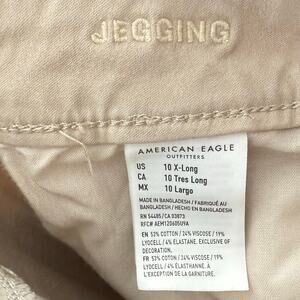 JEGGING
AMERICAN EAGLE
OUTFITTERS
US 10 X-Long
CA 10 Tres Long
MX 10 Largo
MADE IN BANGLADESH / FABRIQUÉ AU
BANGLADESH / HECHO EN BANGLADESH
RN 54485/CA 03873
RFC# AEM120605U9A
EN 53% COTTON / 24% VISCOSE / 19%
LYOCELL / 4% ELASTANE. EXCLUSIVE OF
DECORATION.
FR 53% COTON / 24% VISCOSE / 19%
LYOCELL / 4% ÉLASTHANNE. À
L'EXCEPTION DE LA GARNITURE.